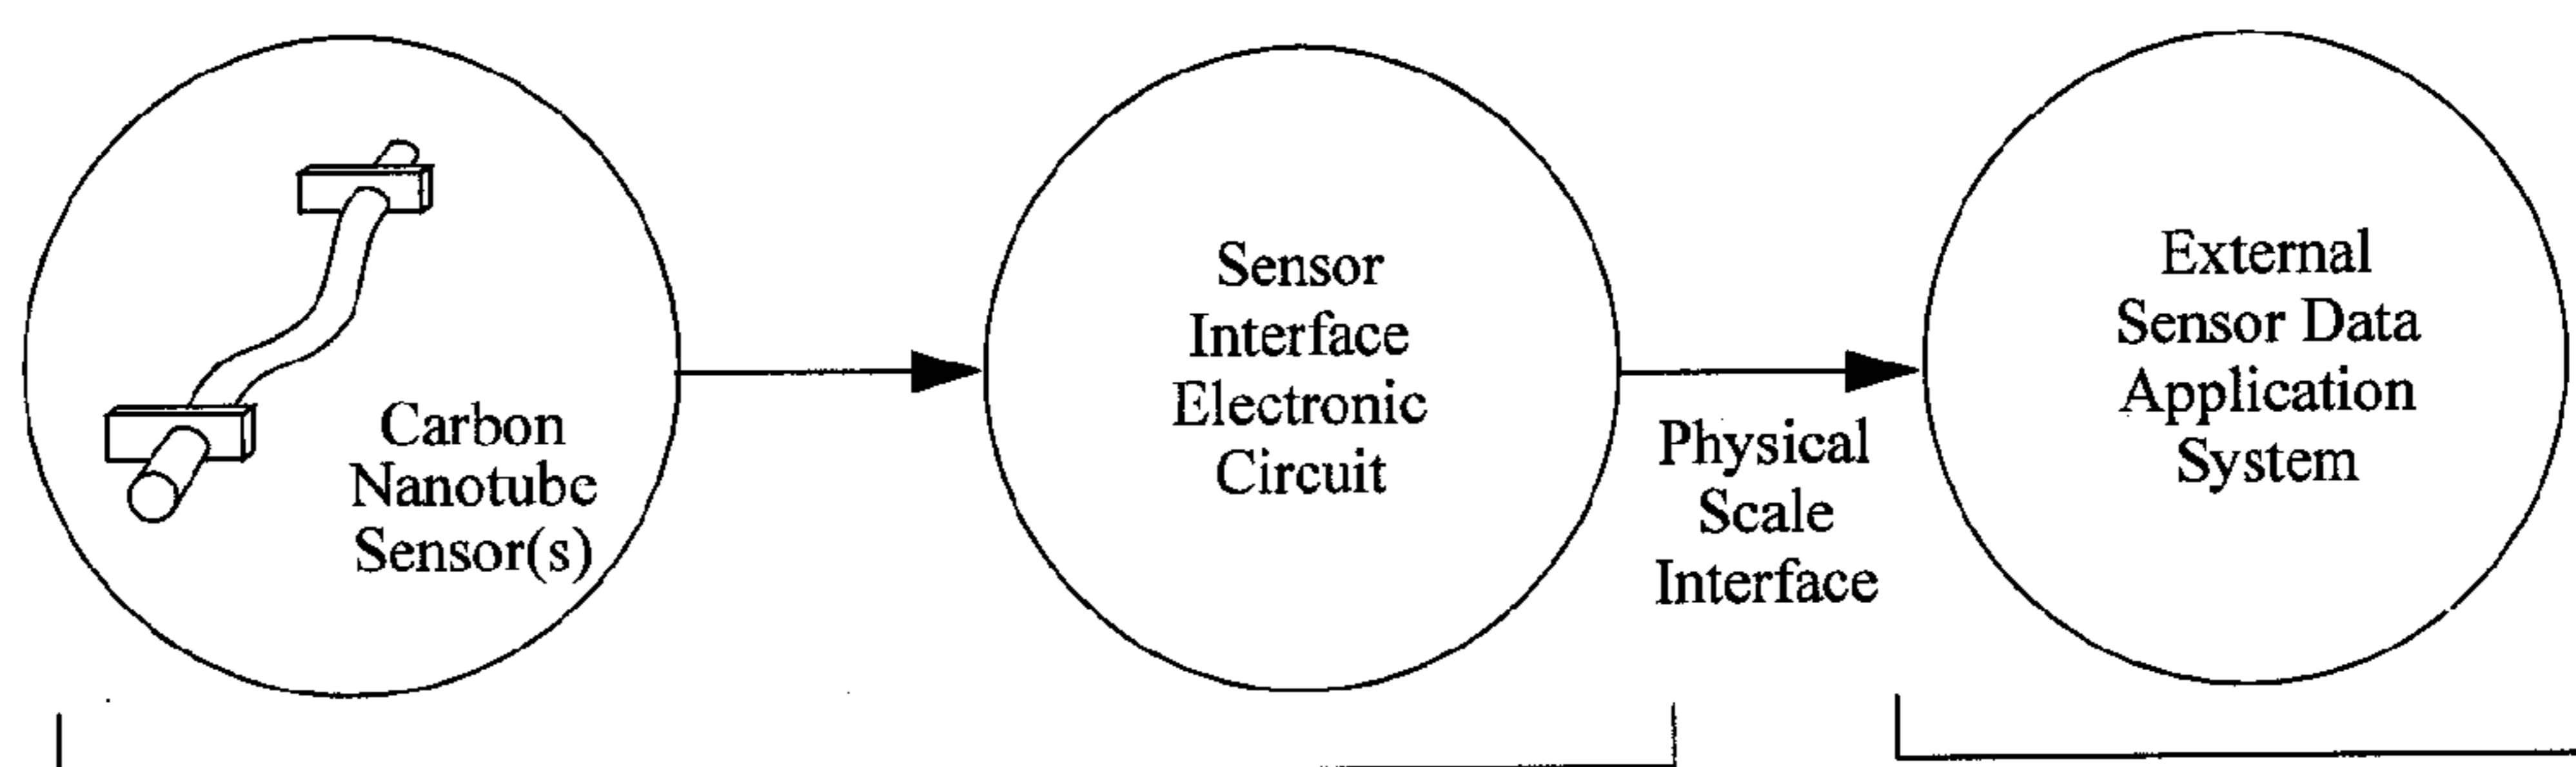 Carbon
Nanotube
Sensor(s)
Sensor
Interface
Electronic
Circuit
Physical
Scale
Interface
External
Sensor Data
Application
System